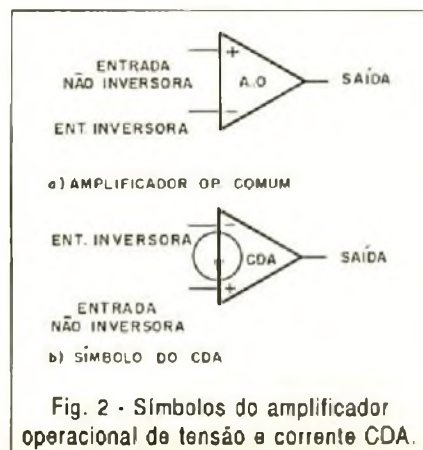 ENTRADA
NÃO INVERSORA
+
A.O
SAÍDA
ENT. INVERSORA
-
a) AMPLIFICADOR OP COMUM
ENT. INVERSORA
-
CDA
SAÍDA
+
ENTRADA
NÃO INVERSORA
b) SÍMBOLO DO CDA
Fig. 2 - Símbolos do amplificador
operacional de tensão e corrente CDA.